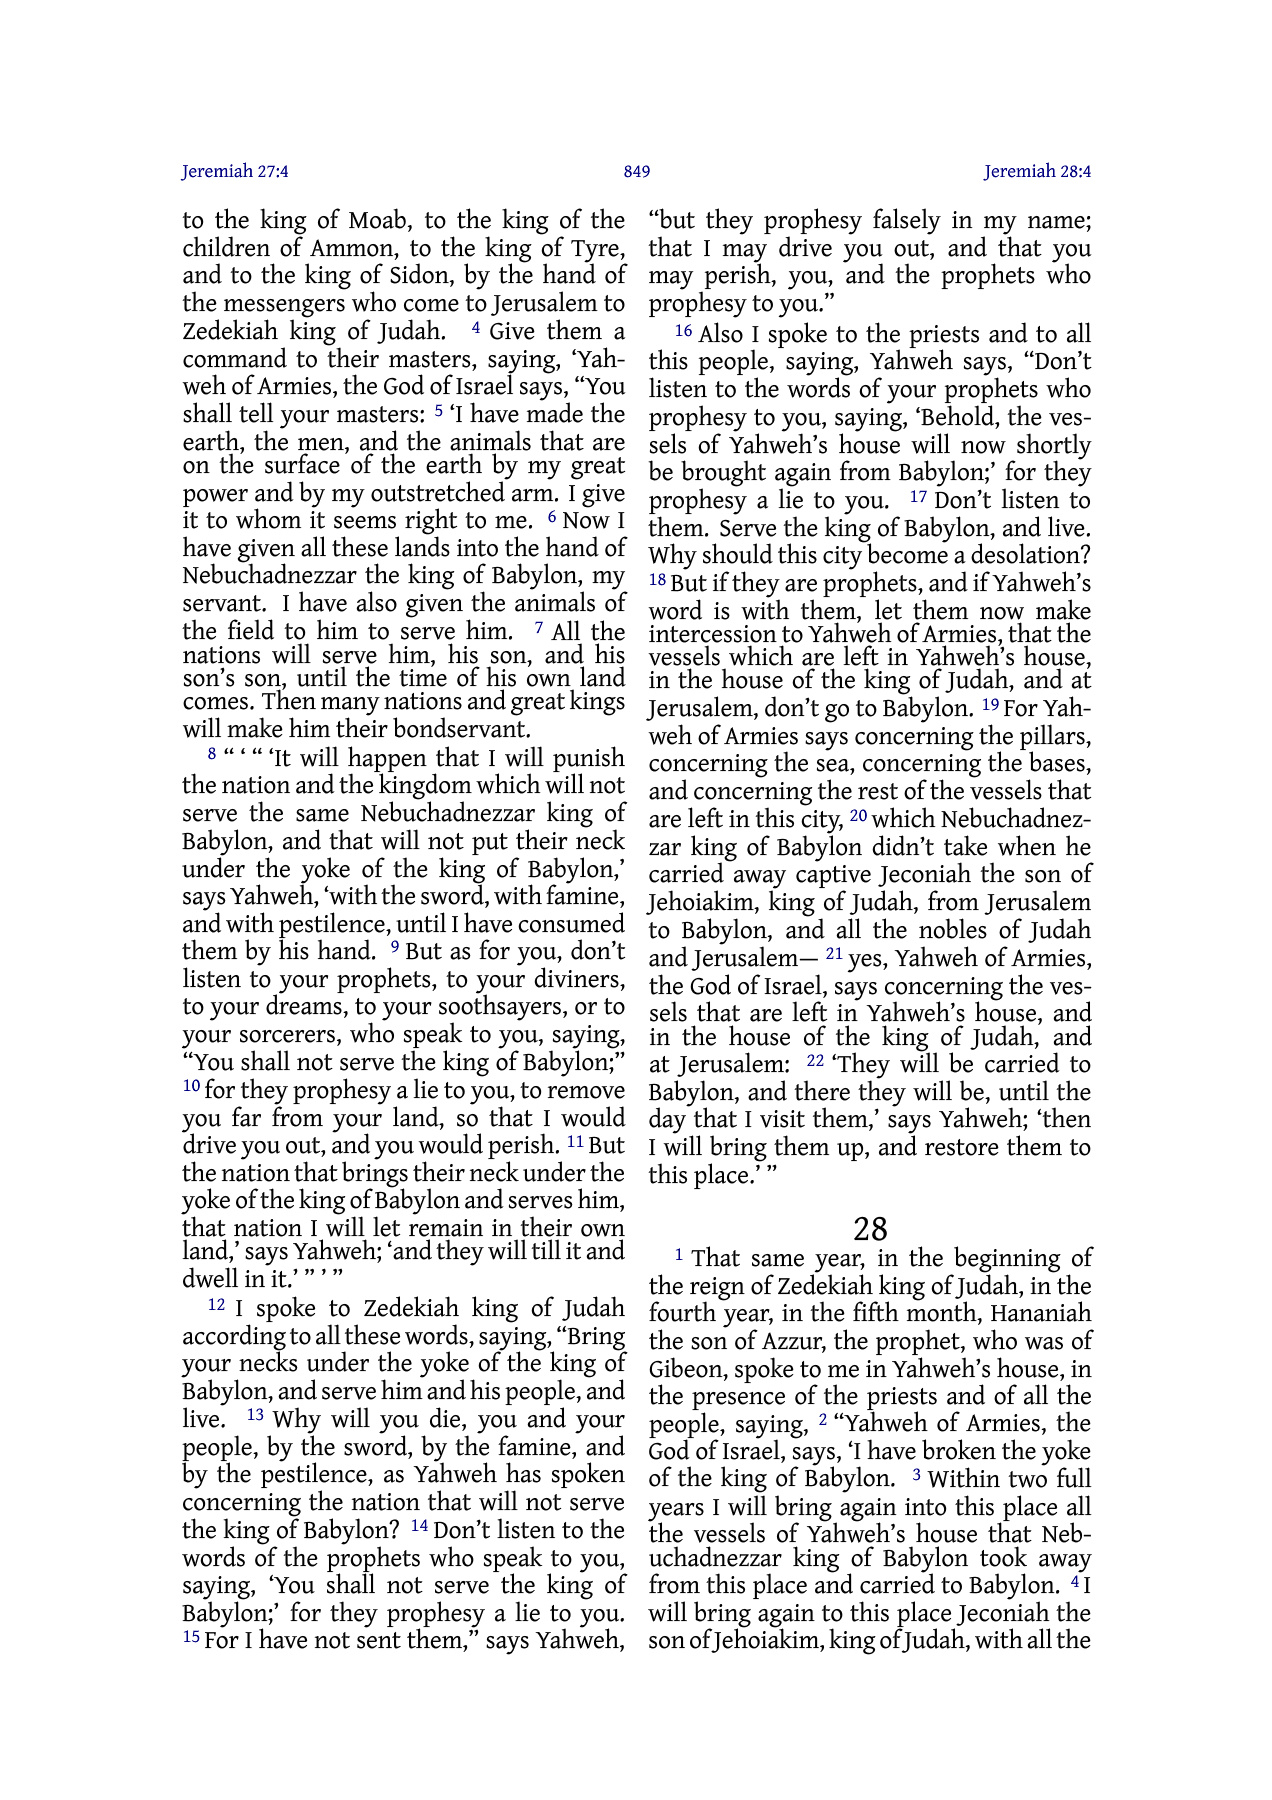 Jeremiah 27:4
849
Jeremiah 28:4
to the king of Moab, to the king of the
children of Ammon, to the king of Tyre,
and to the king of Sidon, by the hand of
the messengers who come to Jerusalem to
Zedekiah king of Judah. 4 Give them a
command to their masters, saying, ‘Yah-
weh of Armies, the God of Israel says, “You
shall tell your masters: 5 ‘I have made the
earth, the men, and the animals that are
on the surface of the earth by my great
power and by my outstretched arm. I give
it to whom it seems right to me. 6 Now I
have given all these lands into the hand of
Nebuchadnezzar the king of Babylon, my
servant. I have also given the animals of
the field to him to serve him. 7 All the
nations will serve him, his son, and his
son’s son, until the time of his own land
comes. Then many nations and great kings
will make him their bondservant.
8 “ ‘ “ ‘It will happen that I will punish
the nation and the kingdom which will not
serve the same Nebuchadnezzar king of
Babylon, and that will not put their neck
under the yoke of the king of Babylon,’
says Yahweh, ‘with the sword, with famine,
and with pestilence, until I have consumed
them by his hand. 9 But as for you, don’t
listen to your prophets, to your diviners,
to your dreams, to your soothsayers, or to
your sorcerers, who speak to you, saying,
“You shall not serve the king of Babylon;”
10 for they prophesy a lie to you, to remove
you far from your land, so that I would
drive you out, and you would perish. 11 But
the nation that brings their neck under the
yoke of the king of Babylon and serves him,
that nation I will let remain in their own
land,’ says Yahweh; ‘and they will till it and
dwell in it.’ ” ’ ”
12 I spoke to Zedekiah king of Judah
according to all these words, saying, “Bring
your necks under the yoke of the king of
Babylon, and serve him and his people, and
live. 13 Why will you die, you and your
people, by the sword, by the famine, and
by the pestilence, as Yahweh has spoken
concerning the nation that will not serve
the king of Babylon? 14 Don’t listen to the
words of the prophets who speak to you,
saying, ‘You shall not serve the king of
Babylon;’ for they prophesy a lie to you.
15 For I have not sent them,” says Yahweh,
“but they prophesy falsely in my name;
that I may drive you out, and that you
may perish, you, and the prophets who
prophesy to you.”
16 Also I spoke to the priests and to all
this people, saying, Yahweh says, “Don’t
listen to the words of your prophets who
prophesy to you, saying, ‘Behold, the ves-
sels of Yahweh’s house will now shortly
be brought again from Babylon;’ for they
prophesy a lie to you. 17 Don’t listen to
them. Serve the king of Babylon, and live.
Why should this city become a desolation?
18 But if they are prophets, and if Yahweh’s
word is with them, let them now make
intercession to Yahweh of Armies, that the
vessels which are left in Yahweh’s house,
in the house of the king of Judah, and at
Jerusalem, don’t go to Babylon. 19 For Yah-
weh of Armies says concerning the pillars,
concerning the sea, concerning the bases,
and concerning the rest of the vessels that
are left in this city, 20 which Nebuchadnez-
zar king of Babylon didn’t take when he
carried away captive Jeconiah the son of
Jehoiakim, king of Judah, from Jerusalem
to Babylon, and all the nobles of Judah
and Jerusalem— 21 yes, Yahweh of Armies,
the God of Israel, says concerning the ves-
sels that are left in Yahweh’s house, and
in the house of the king of Judah, and
at Jerusalem: 22 ‘They will be carried to
Babylon, and there they will be, until the
day that I visit them,’ says Yahweh; ‘then
I will bring them up, and restore them to
this place.’ ”
28
1 That same year, in the beginning of
the reign of Zedekiah king of Judah, in the
fourth year, in the fifth month, Hananiah
the son of Azzur, the prophet, who was of
Gibeon, spoke to me in Yahweh’s house, in
the presence of the priests and of all the
people, saying, 2 “Yahweh of Armies, the
God of Israel, says, ‘I have broken the yoke
of the king of Babylon. 3 Within two full
years I will bring again into this place all
the vessels of Yahweh’s house that Neb-
uchadnezzar king of Babylon took away
from this place and carried to Babylon. 4 I
will bring again to this place Jeconiah the
son of Jehoiakim, king of Judah, with all the